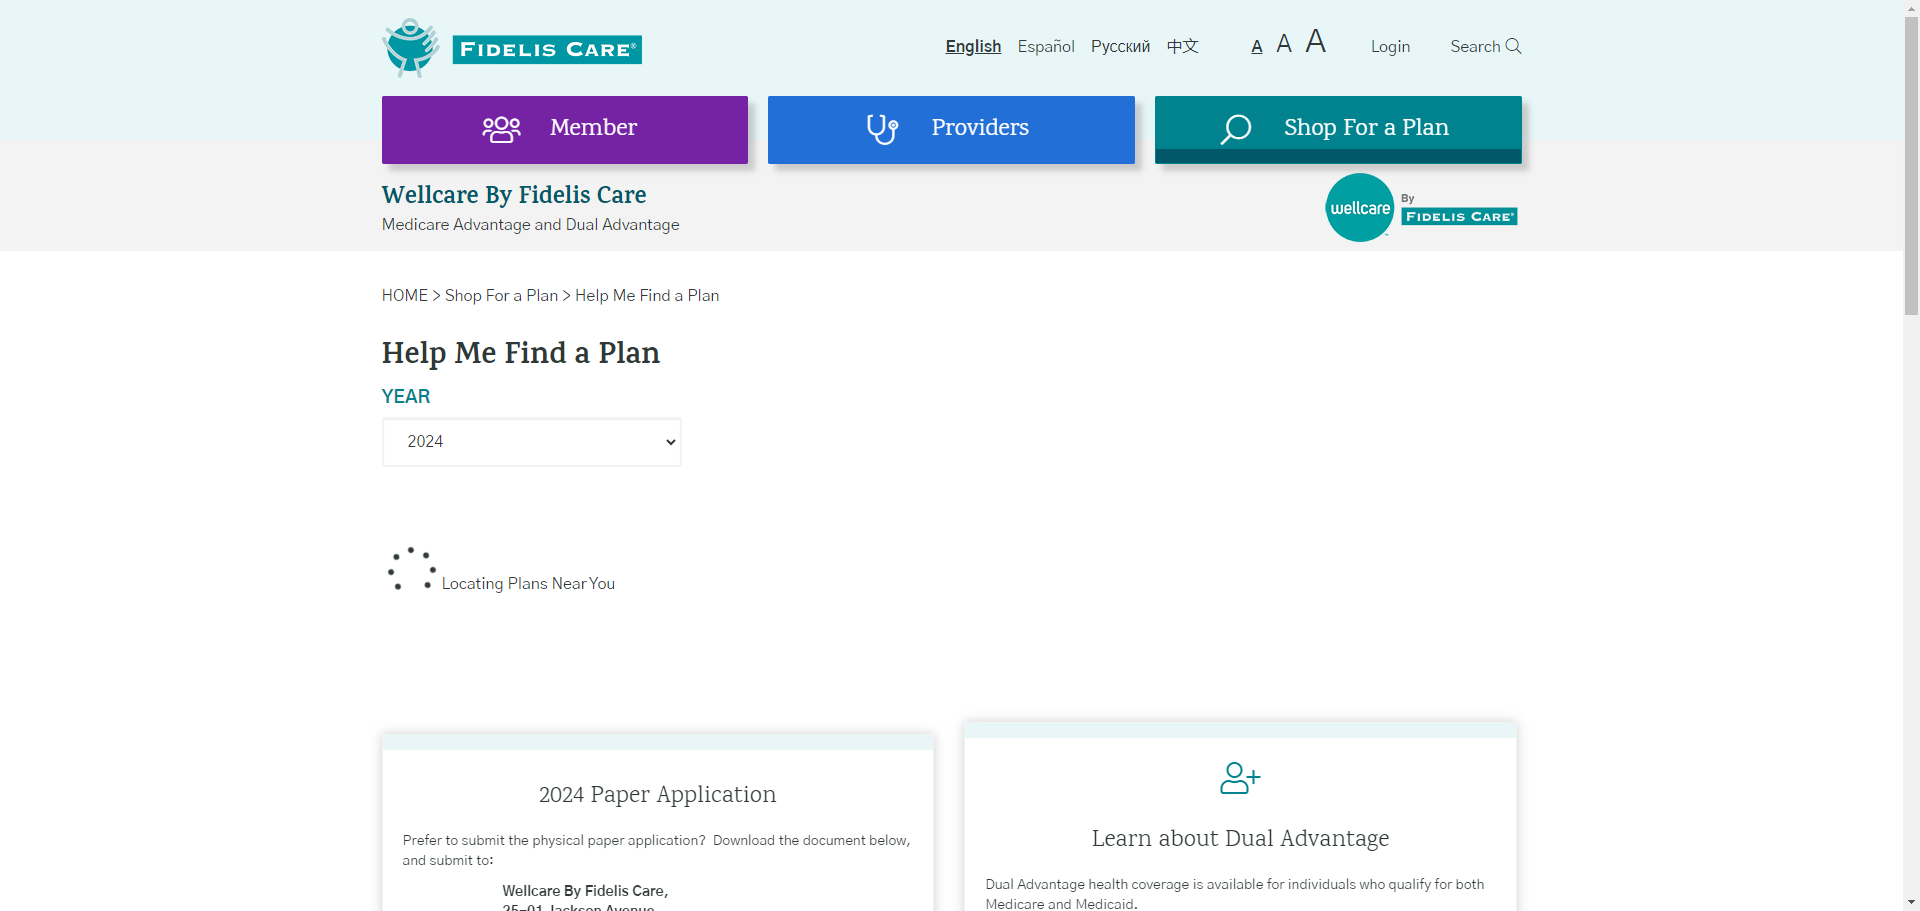 FIDELIS CARE®
English Español Русский 中文 A A A Login Search
Member Providers Shop For a Plan
Wellcare By Fidelis Care
Medicare Advantage and Dual Advantage
wellcare By
FIDELIS CARE®
HOME > Shop For a Plan > Help Me Find a Plan
Help Me Find a Plan
YEAR
2024
Locating Plans Near You
2024 Paper Application
Prefer to submit the physical paper application? Download the document below,
and submit to:
Wellcare By Fidelis Care,
25-01 Jackson Avenue
Learn about Dual Advantage
Dual Advantage health coverage is available for individuals who qualify for both
Medicare and Medicaid.